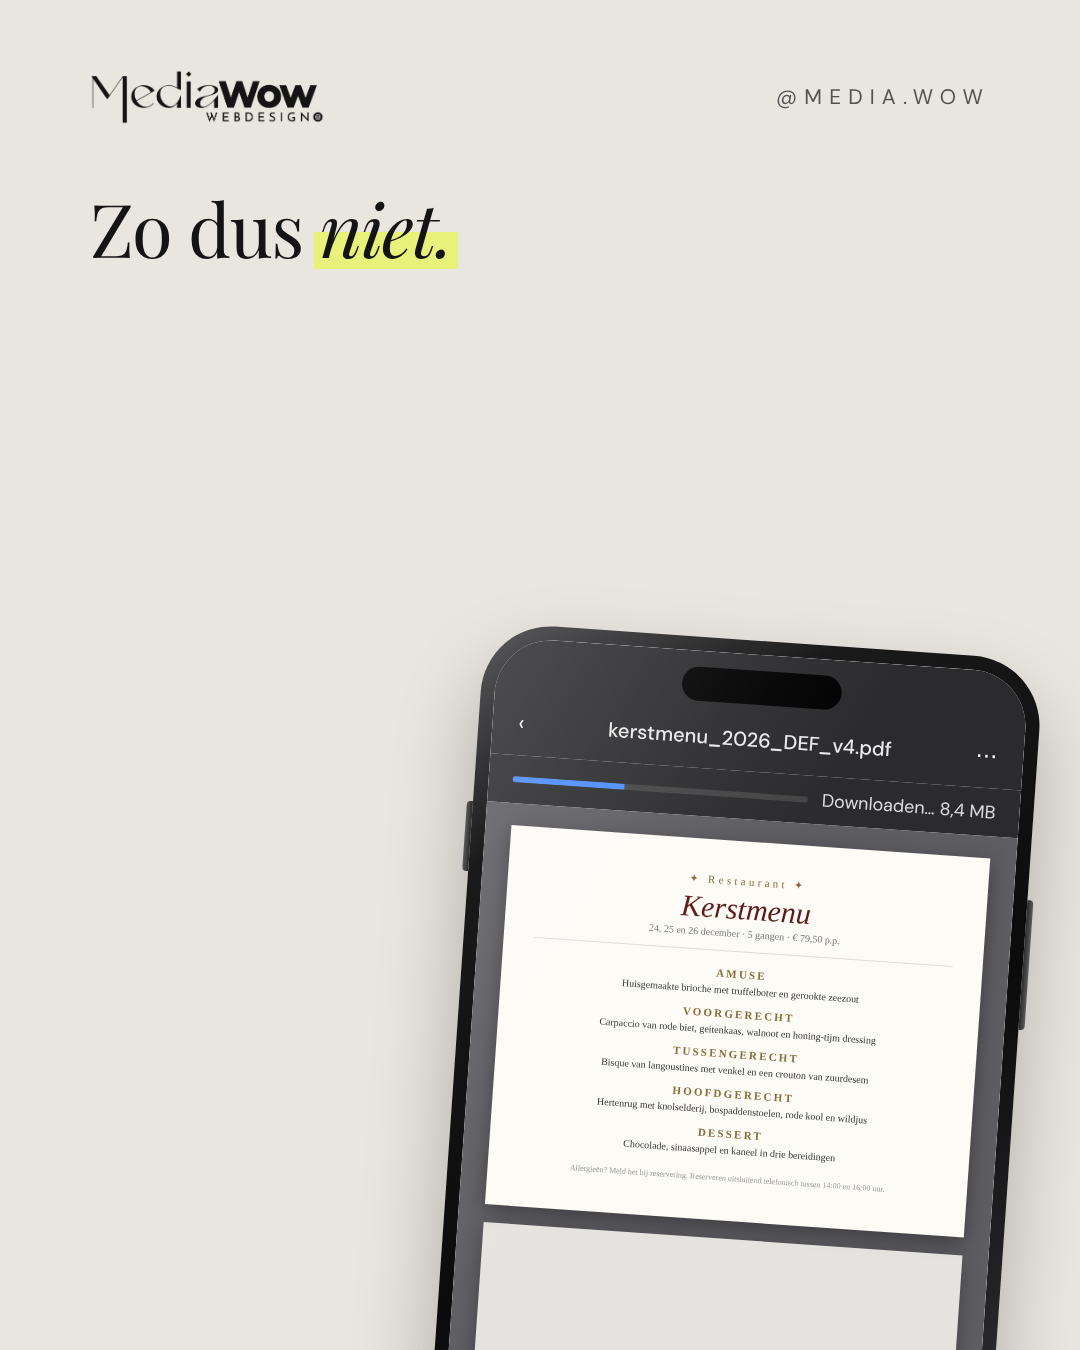 MediaWow
WEBDESIGN
@MEDIA.WOW
Zo dus niet.
kerstmenu_2026_DEF_v4.pdf
Downloaden... 8,4 MB
✦ Restaurant ✦
Kerstmenu
24, 25 en 26 december · 5 gangen · € 79,50 p.p.
AMUSE
Huisgemaakte brioche met truffelboter en gerookte zeezout
VOORGERECHT
Carpaccio van rode biet, geitenkaas, walnoot en honing-tijm dressing
TUSSENGERECHT
Bisque van langoustines met venkel en een crouton van zuurdesem
HOOFDGERECHT
Hertenrug met knolselderij, bospaddenstoelen, rode kool en wildjus
DESSERT
Chocolade, sinaasappel en kaneel in drie bereidingen
Allergieën? Meld het bij reservering. Reserveren uitsluitend telefonisch tussen 14:00 en 16:00 uur.